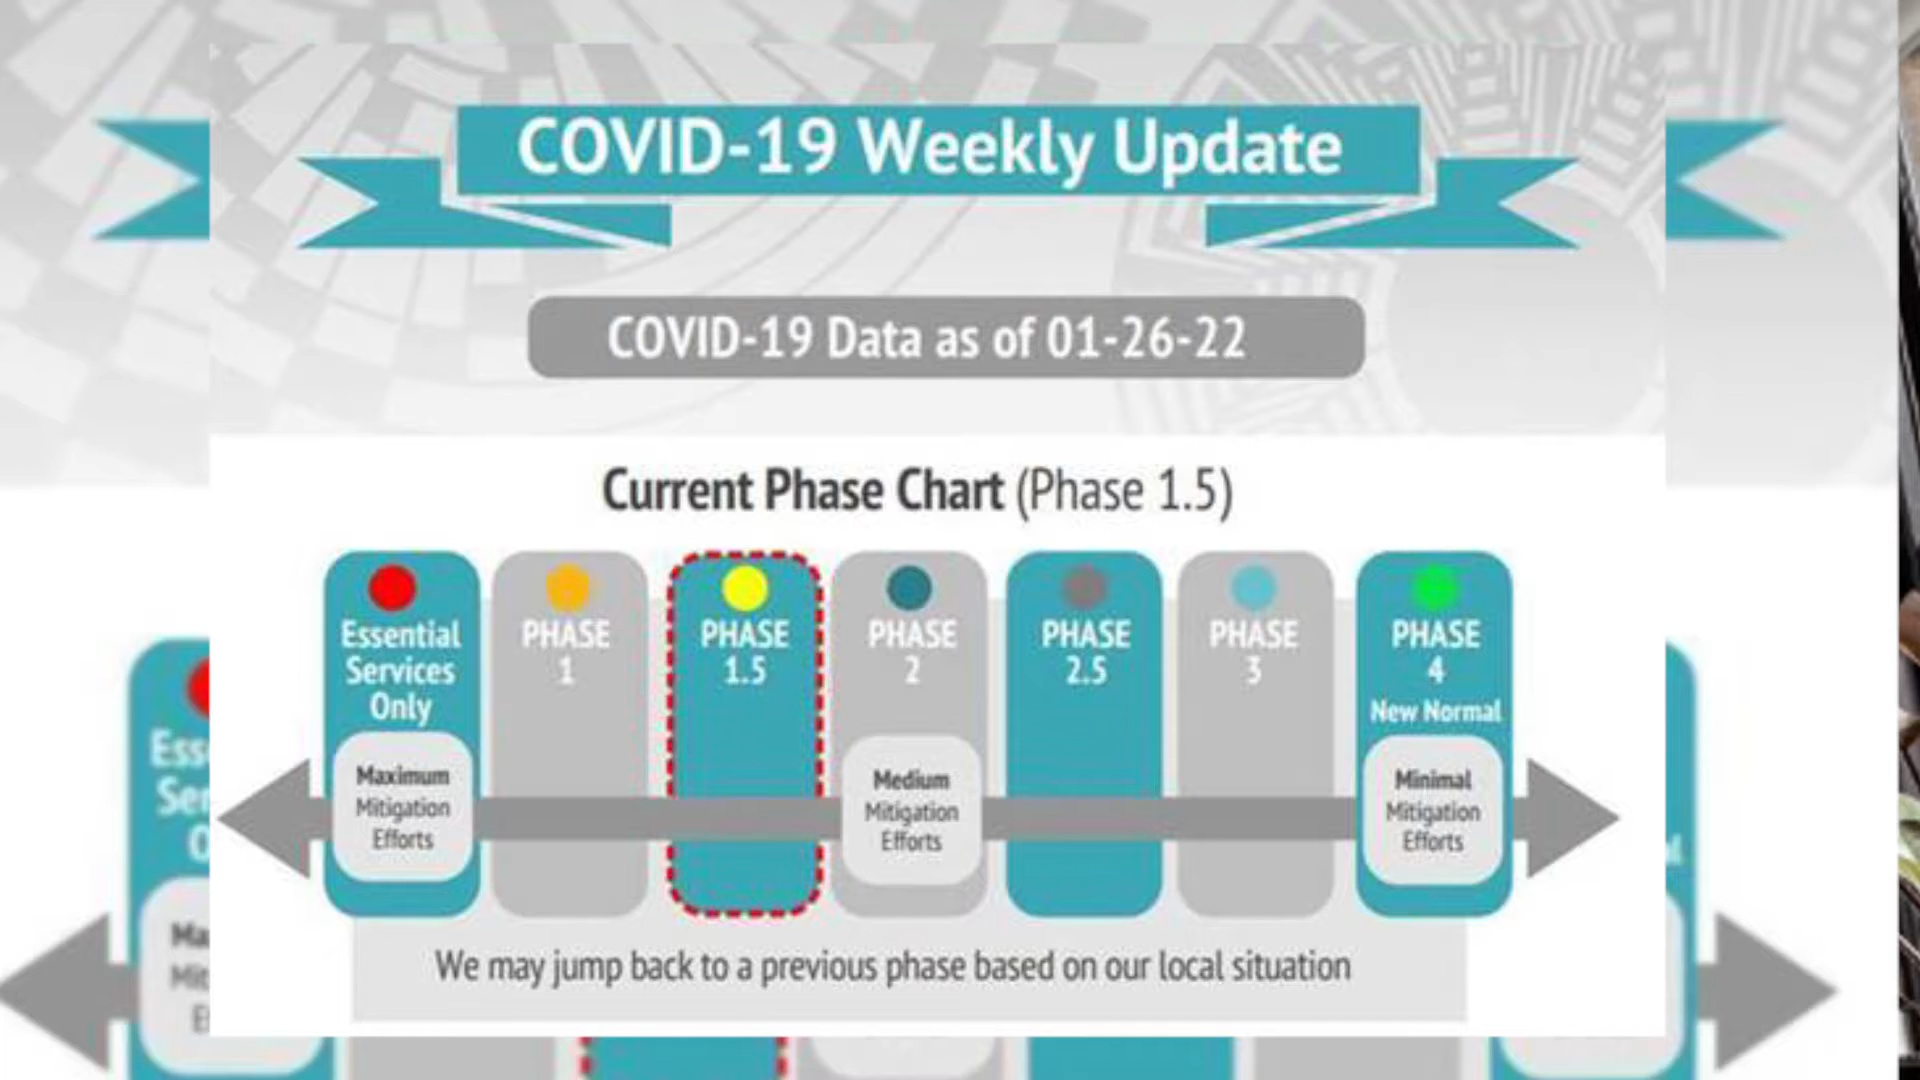 COVID-19 Weekly Update
COVID-19 Data as of 01-26-22
Current Phase Chart (Phase 1.5)
Essential
Services
Only
Maximum
Mitigation
Efforts
PHASE
1
PHASE
1.5
PHASE
2
Medium
Mitigation
Efforts
PHASE
2.5
PHASE
3
PHASE
4
New Normal
Minimal
Mitigation
Efforts
We may jump back to a previous phase based on our local situation